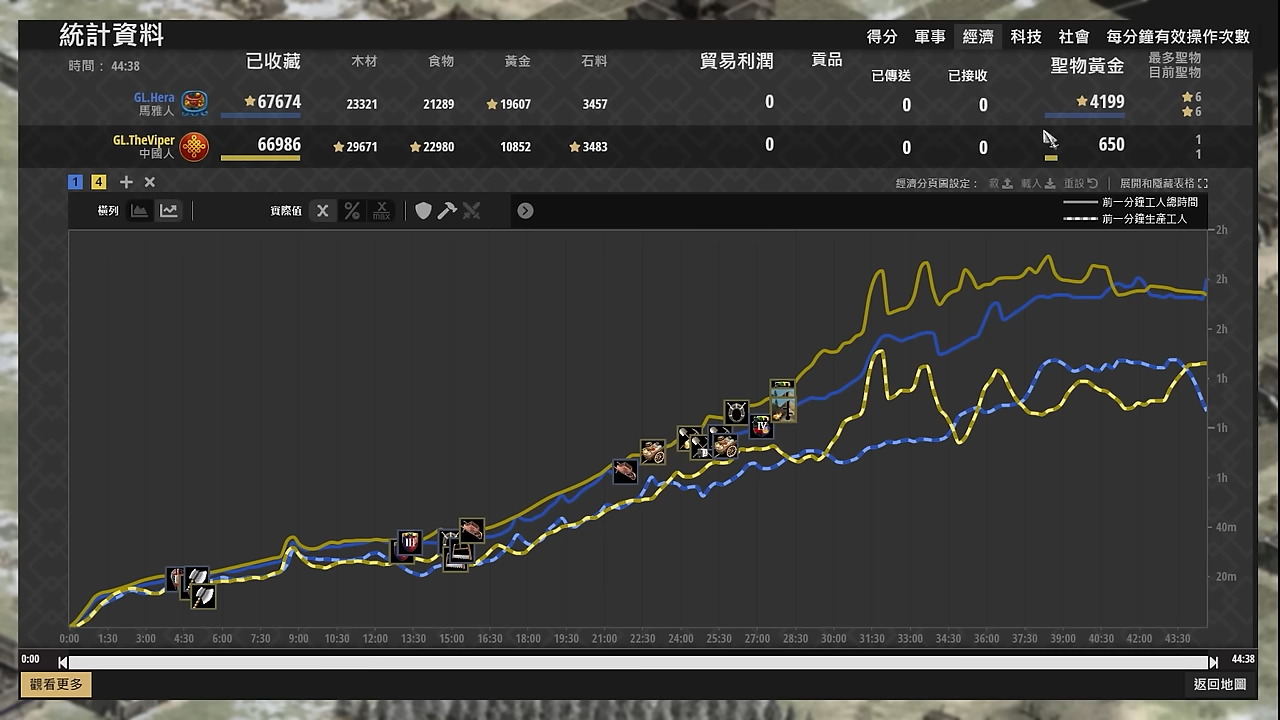 統計資料
得分 軍事 經濟 科技 社會 每分鐘有效操作次數
時間： 44:38 已收藏 木材 食物 黃金 石料 貿易利潤 貢品 已傳送 已接收 聖物黃金 最多聖物
目前聖物
GL.Hera 67674 23321 21289 19607 3457 0 0 0 4199 6
馬雅人 6
GL.TheViper 66986 29671 22980 10852 3483 0 0 0 650 1
中國人 1
1 4 經濟分頁圖設定： 載入 重設 | 展開和隱藏表格
橫列 實際值 X % X max 前一分鐘工人總時間
前一分鐘生產工人
2h
2h
2h
1h
1h
1h
40m
20m
III
IV
0:00 1:30 3:00 4:30 6:00 7:30 9:00 10:30 12:00 13:30 15:00 16:30 18:00 19:30 21:00 22:30 24:00 25:30 27:00 28:30 30:00 31:30 33:00 34:30 36:00 37:30 39:00 40:30 42:00 43:30
0:00 44:38
觀看更多 返回地圖